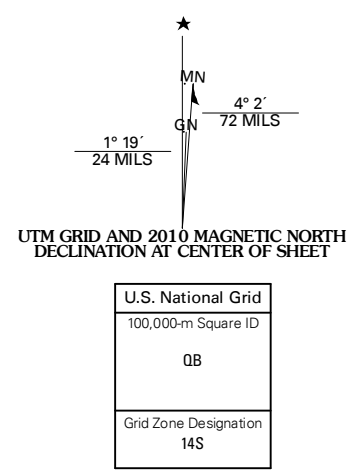 ★
MN
4° 2´
72 MILS
GN
1° 19´
24 MILS
UTM GRID AND 2010 MAGNETIC NORTH
DECLINATION AT CENTER OF SHEET
U.S. National Grid
100,000-m Square ID
QB
Grid Zone Designation
14S